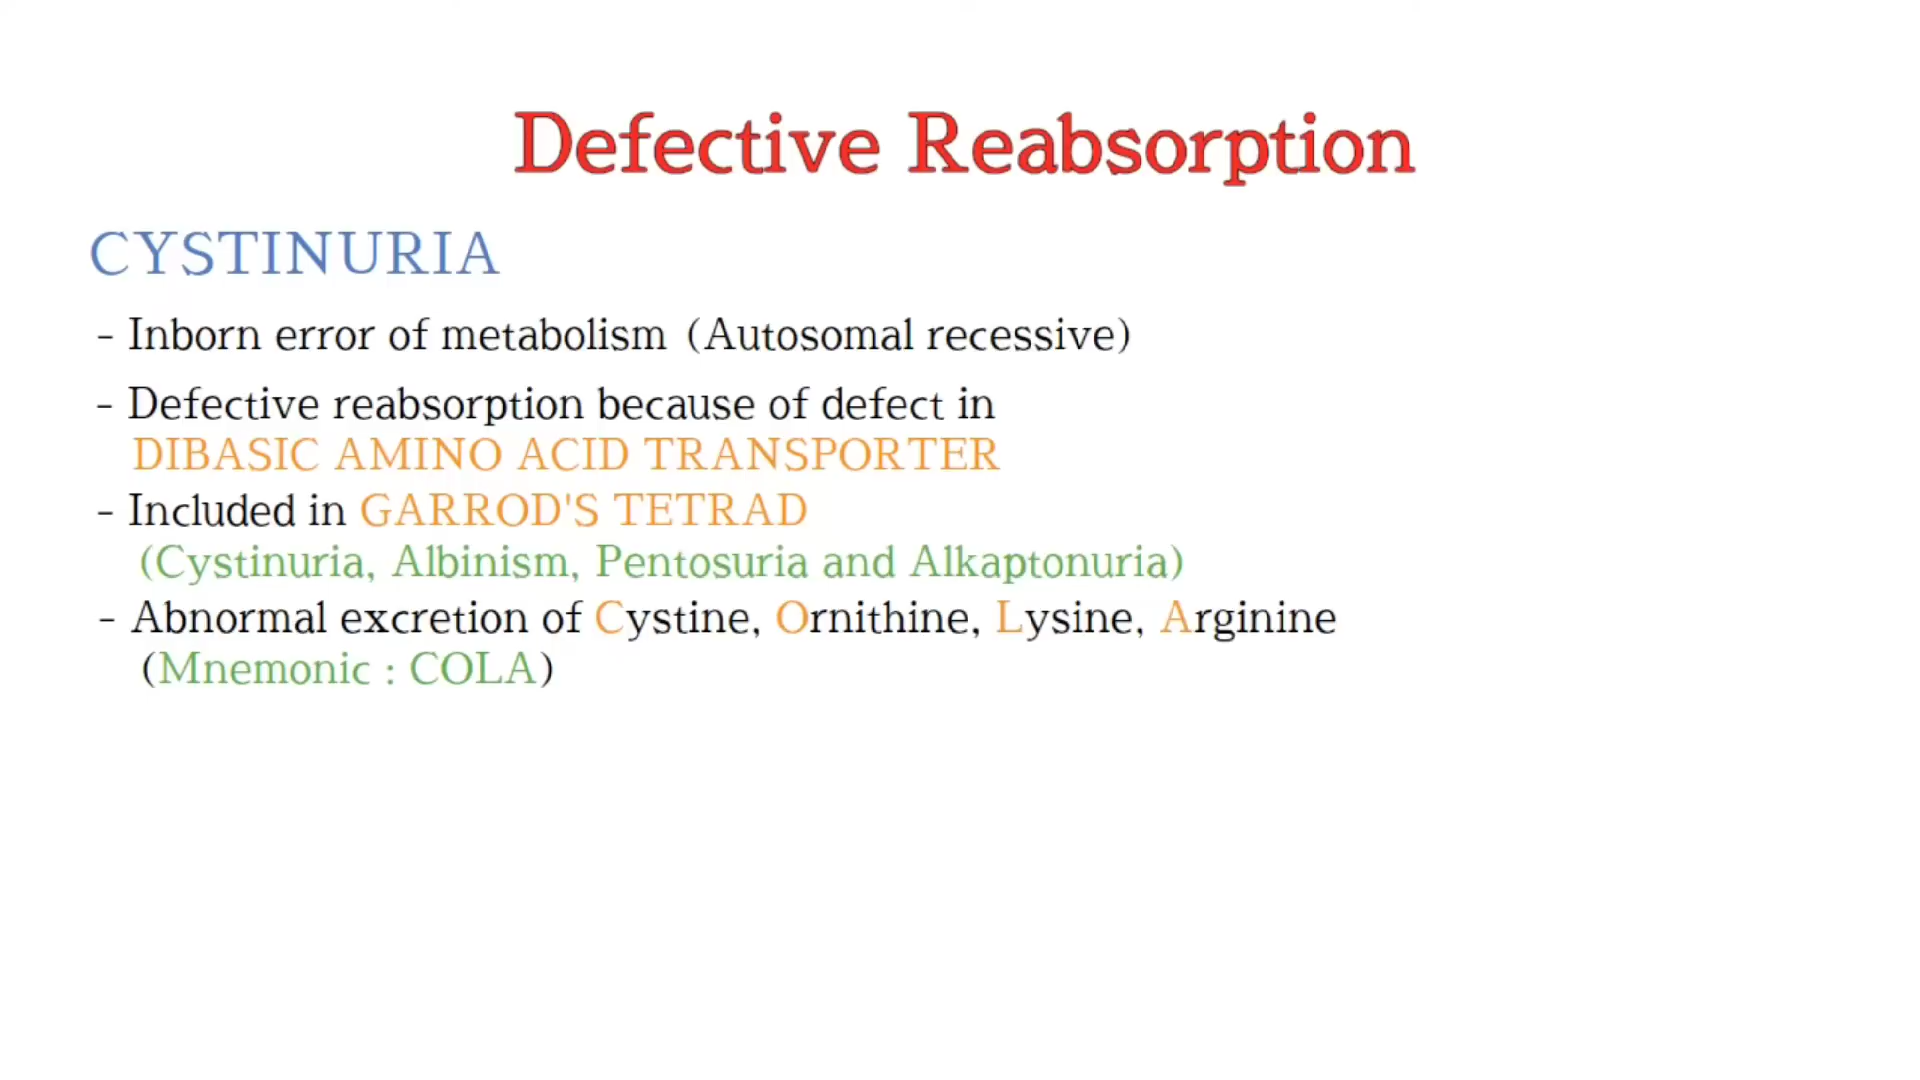 Defective Reabsorption
CYSTINURIA
- Inborn error of metabolism (Autosomal recessive)
- Defective reabsorption because of defect in
DIBASIC AMINO ACID TRANSPORTER
- Included in GARROD'S TETRAD
(Cystinuria, Albinism, Pentosuria and Alkaptonuria)
- Abnormal excretion of Cystine, Ornithine, Lysine, Arginine
(Mnemonic : COLA)